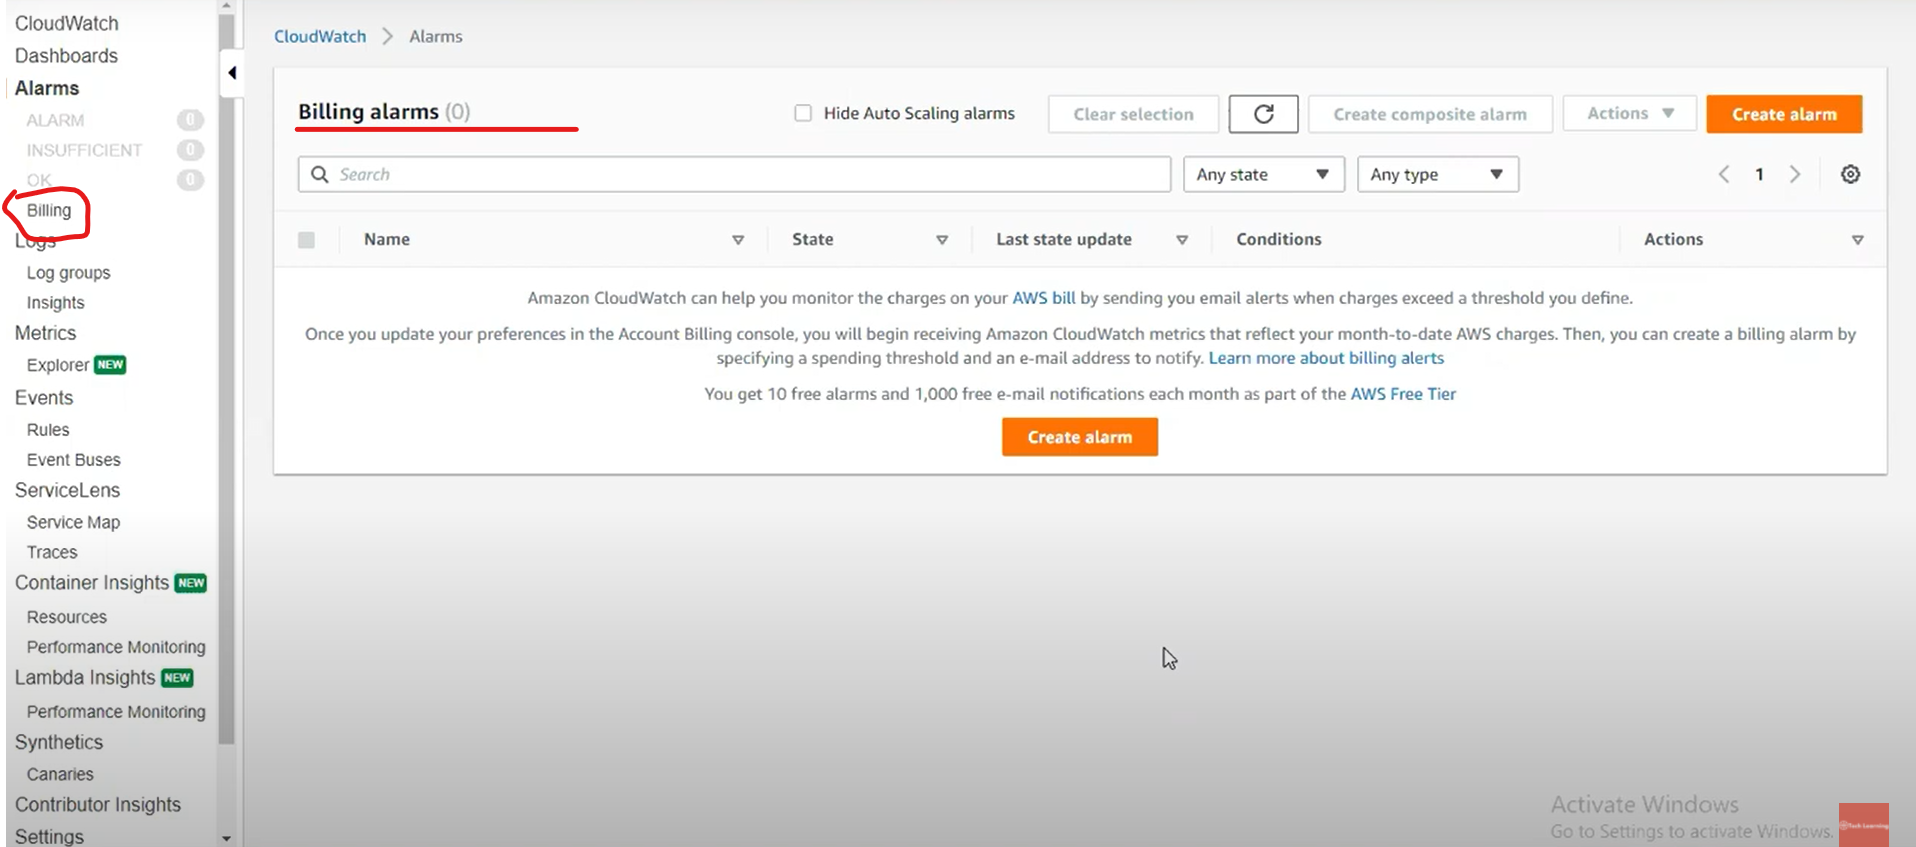 CloudWatch
Dashboards
Alarms
ALARM 0
INSUFFICIENT 0
OK 0
Billing
Logs
Log groups
Insights
Metrics
Explorer NEW
Events
Rules
Event Buses
ServiceLens
Service Map
Traces
Container Insights NEW
Resources
Performance Monitoring
Lambda Insights NEW
Performance Monitoring
Synthetics
Canaries
Contributor Insights
Settings
CloudWatch > Alarms
Billing alarms (0)
Hide Auto Scaling alarms
Clear selection
Create composite alarm
Actions
Create alarm
Search
Any state
Any type
1
Name State Last state update Conditions Actions
Amazon CloudWatch can help you monitor the charges on your AWS bill by sending you email alerts when charges exceed a threshold you define.
Once you update your preferences in the Account Billing console, you will begin receiving Amazon CloudWatch metrics that reflect your month-to-date AWS charges. Then, you can create a billing alarm by
specifying a spending threshold and an e-mail address to notify. Learn more about billing alerts
You get 10 free alarms and 1,000 free e-mail notifications each month as part of the AWS Free Tier
Create alarm
Activate Windows
Go to Settings to activate Windows.
Tech Learning